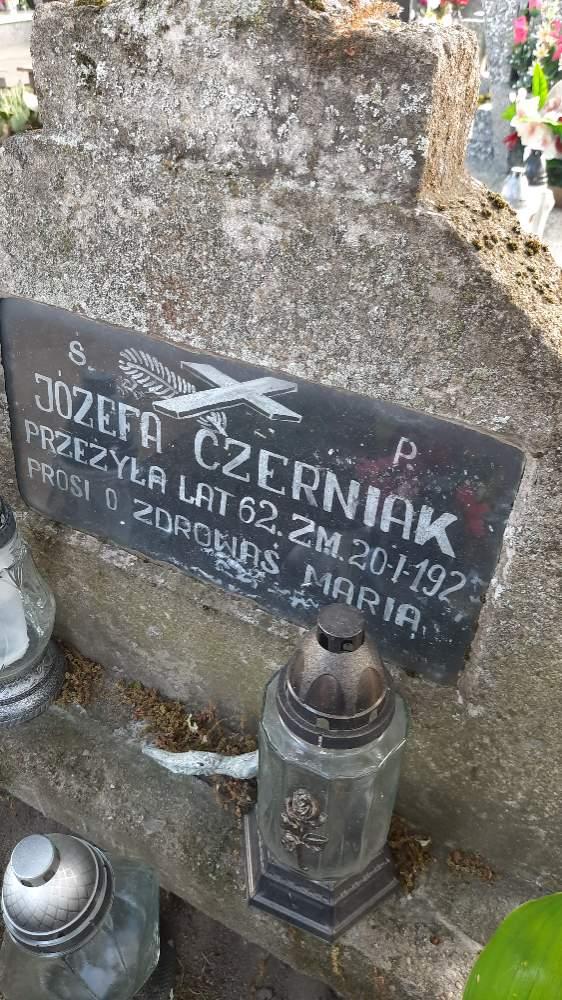 S. P.
JÓZEFA CZERNIAK
PRZEŻYŁA LAT 62. ZM. 20-I-192
PROSI O ZDROWAŚ MARIA